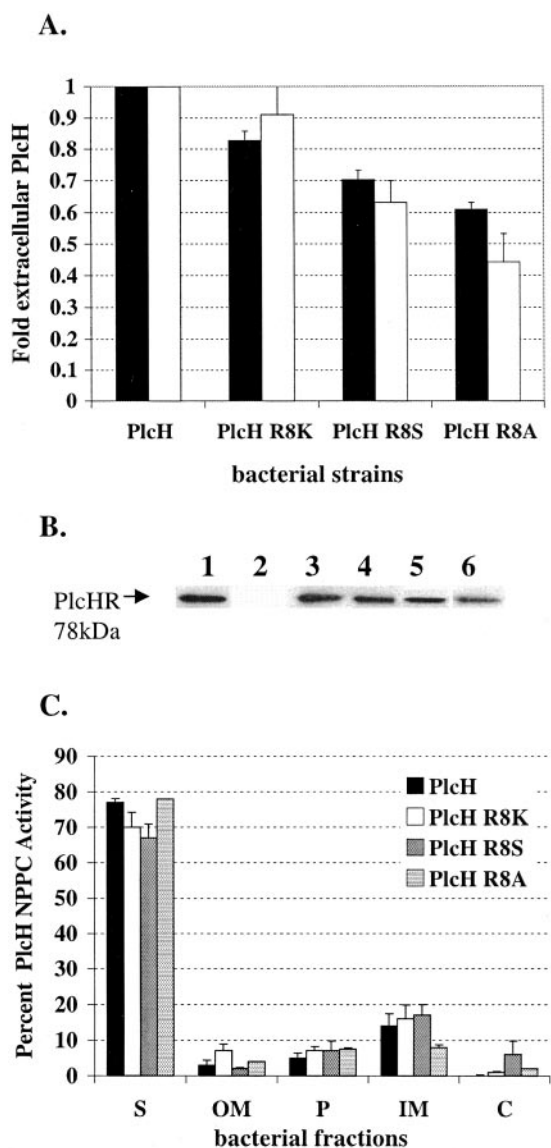 A.
Fold extracellular PlcH
1
0.9
0.8
0.7
0.6
0.5
0.4
0.3
0.2
0.1
0
PlcH PlcH R8K PlcH R8S PlcH R8A
bacterial strains
B.
1 2 3 4 5 6
PlcHR
78kDa
C.
Percent PlcH NPPC Activity
90
80
70
60
50
40
30
20
10
0
PlcH
PlcH R8K
PlcH R8S
PlcH R8A
S OM P IM C
bacterial fractions